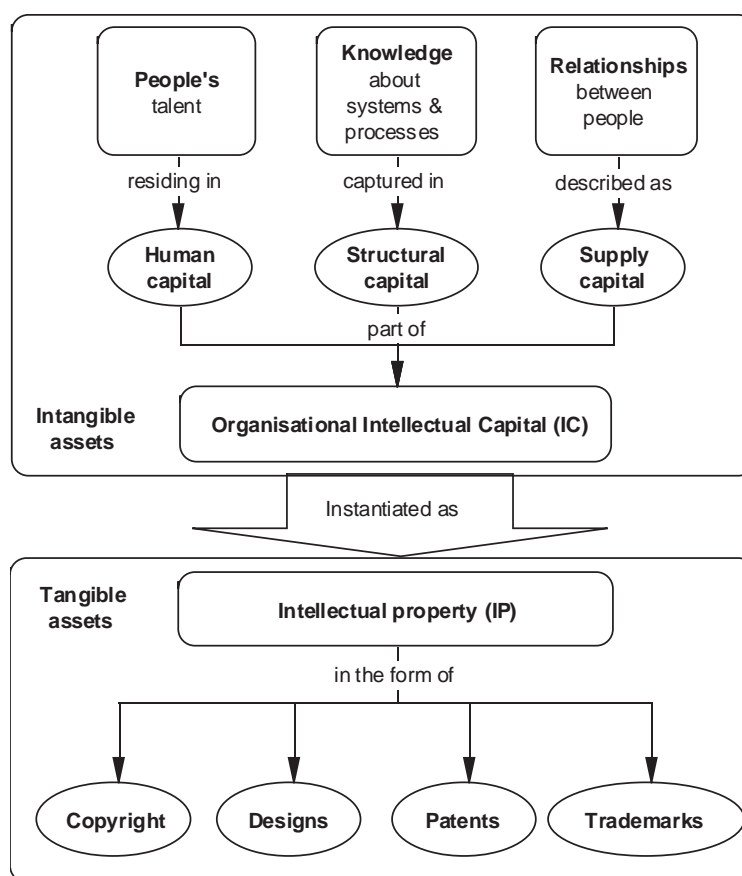 People's
talent
Knowledge
about
systems &
processes
Relationships
between
people
residing in
captured in
described as
Human
capital
Structural
capital
Supply
capital
part of
Intangible
assets
Organisational Intellectual Capital (IC)
Instantiated as
Tangible
assets
Intellectual property (IP)
in the form of
Copyright
Designs
Patents
Trademarks